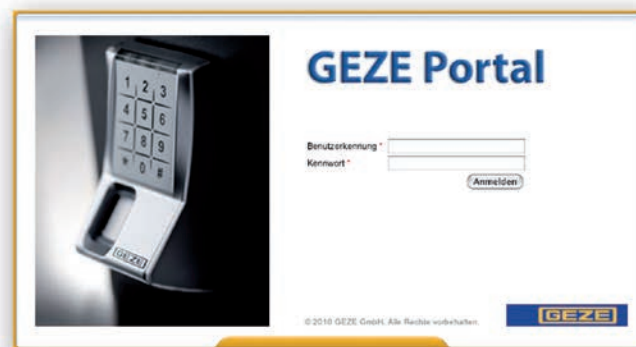 GEZE Portal
1 2 3
4 5 6
7 8 9
* 0 #
GEZE
Benutzerkennung *
Kennwort *
Anmelden
© 2010 GEZE GmbH. Alle Rechte vorbehalten.
GEZE